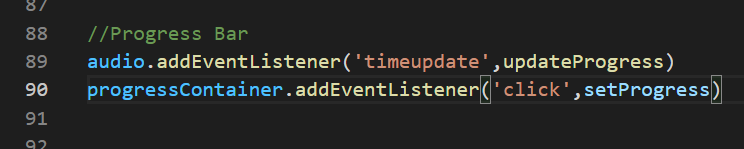 87
88 //Progress Bar
89 audio.addEventListener('timeupdate',updateProgress)
90 progressContainer.addEventListener('click',setProgress)
91
92